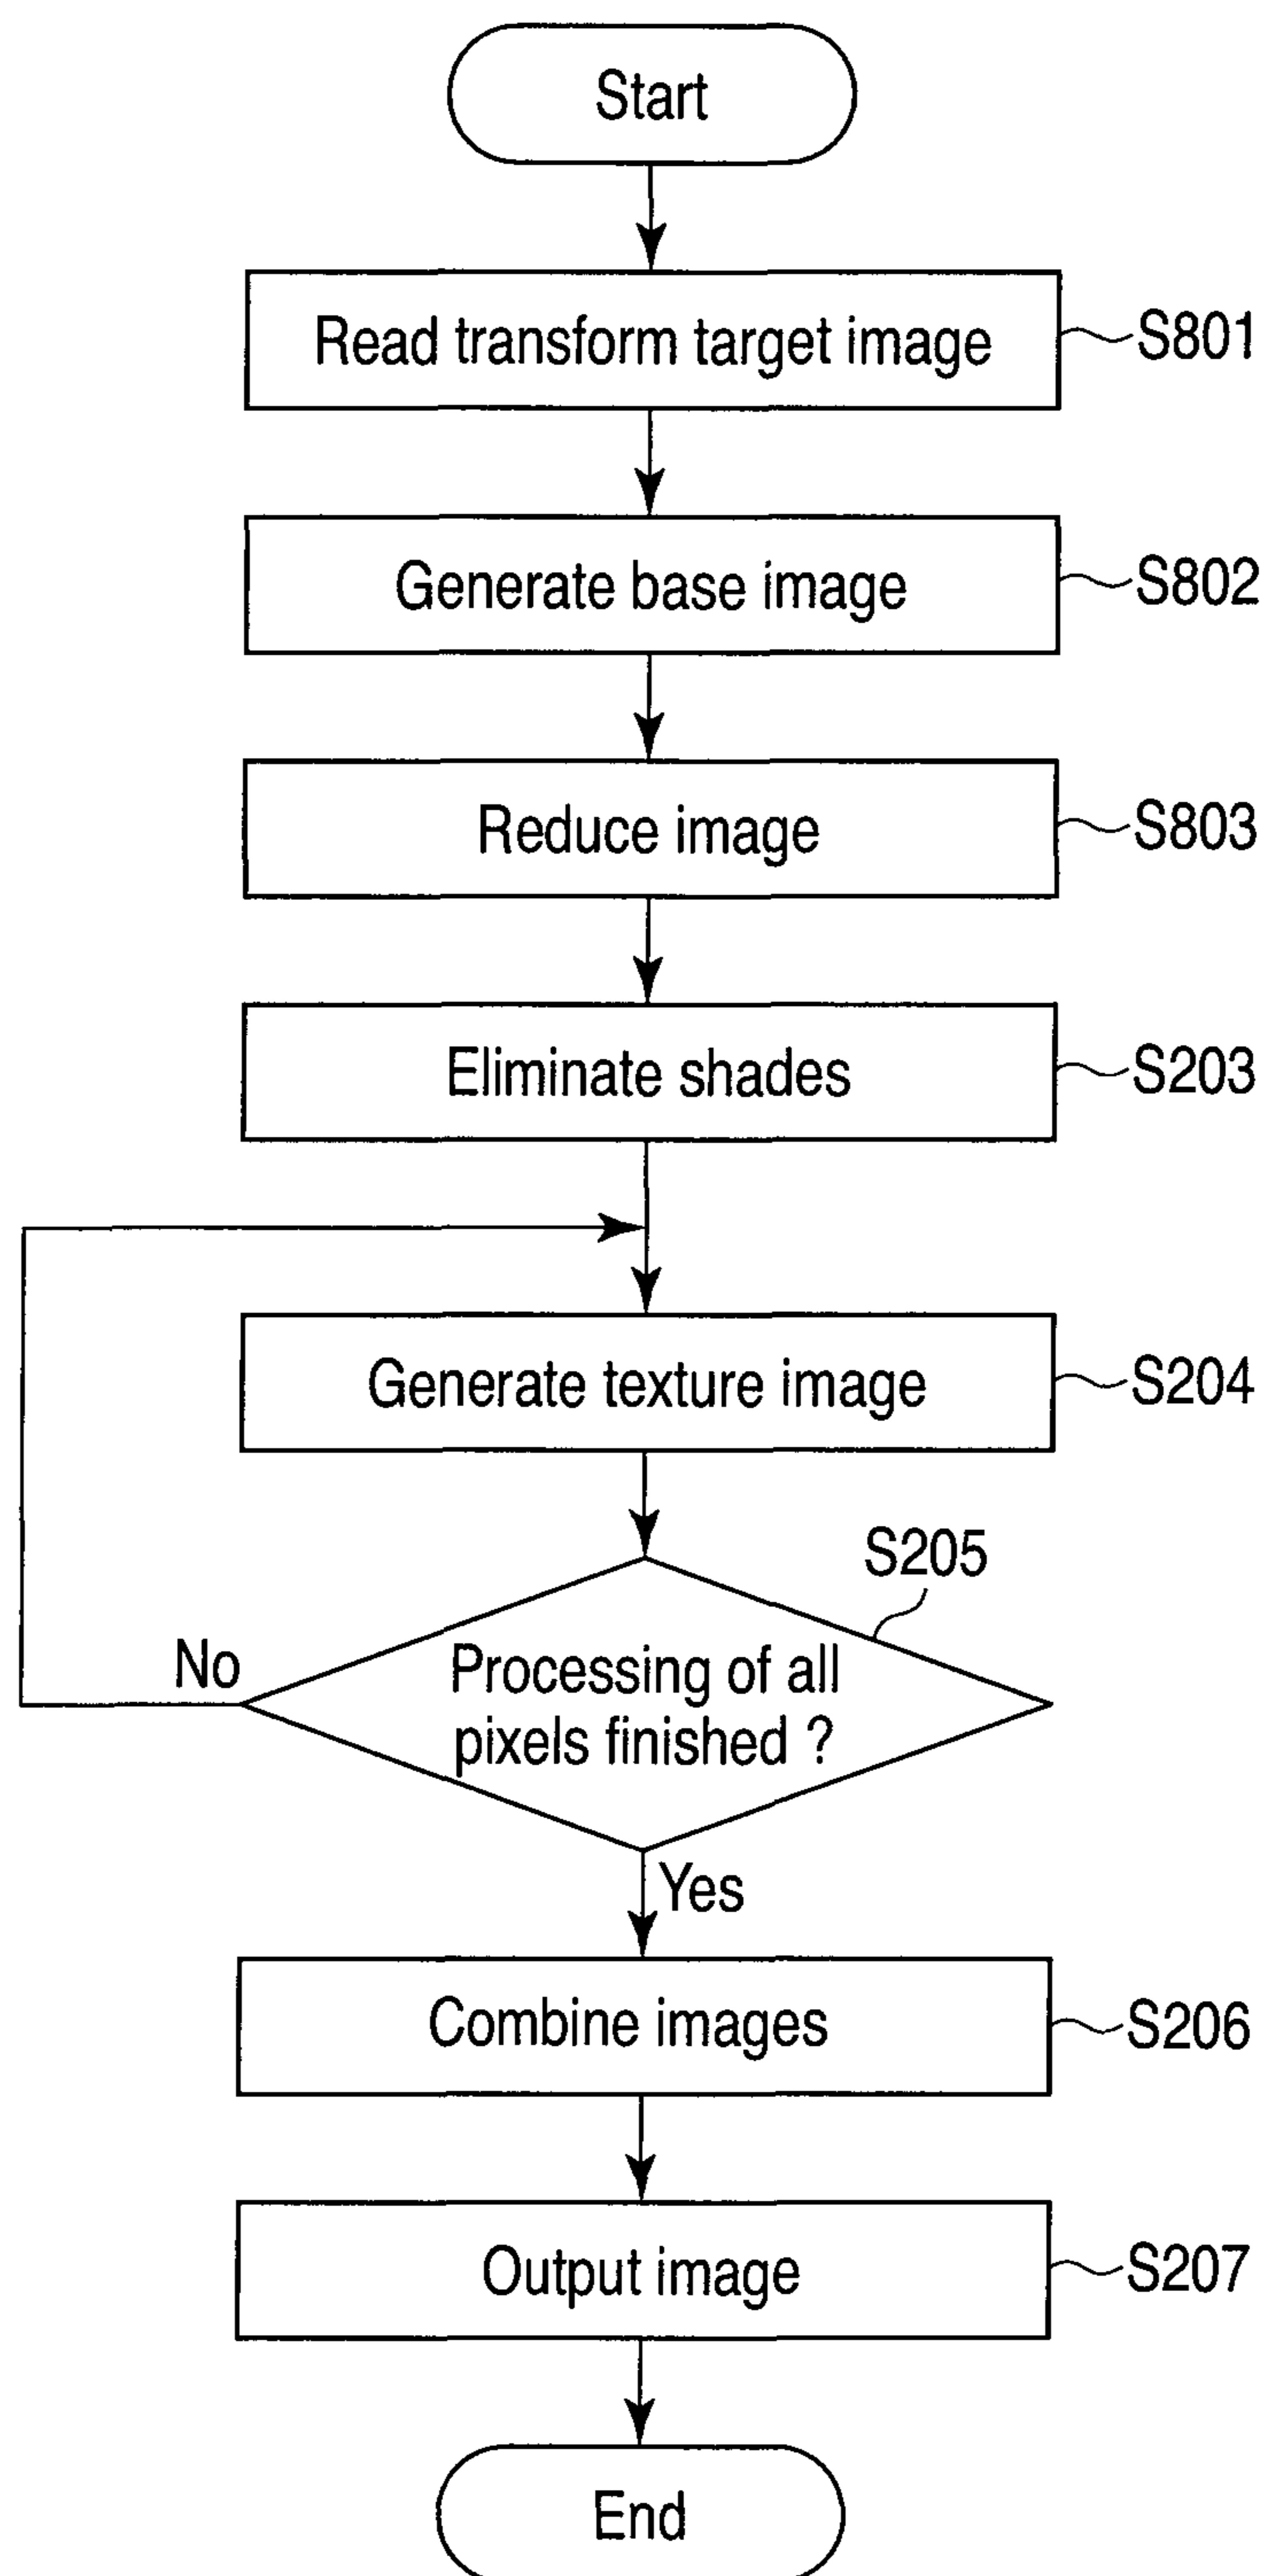 Start
Read transform target image
S801
Generate base image
S802
Reduce image
S803
Eliminate shades
S203
Generate texture image
S204
S205
Processing of all
pixels finished ?
No
Yes
Combine images
S206
Output image
S207
End